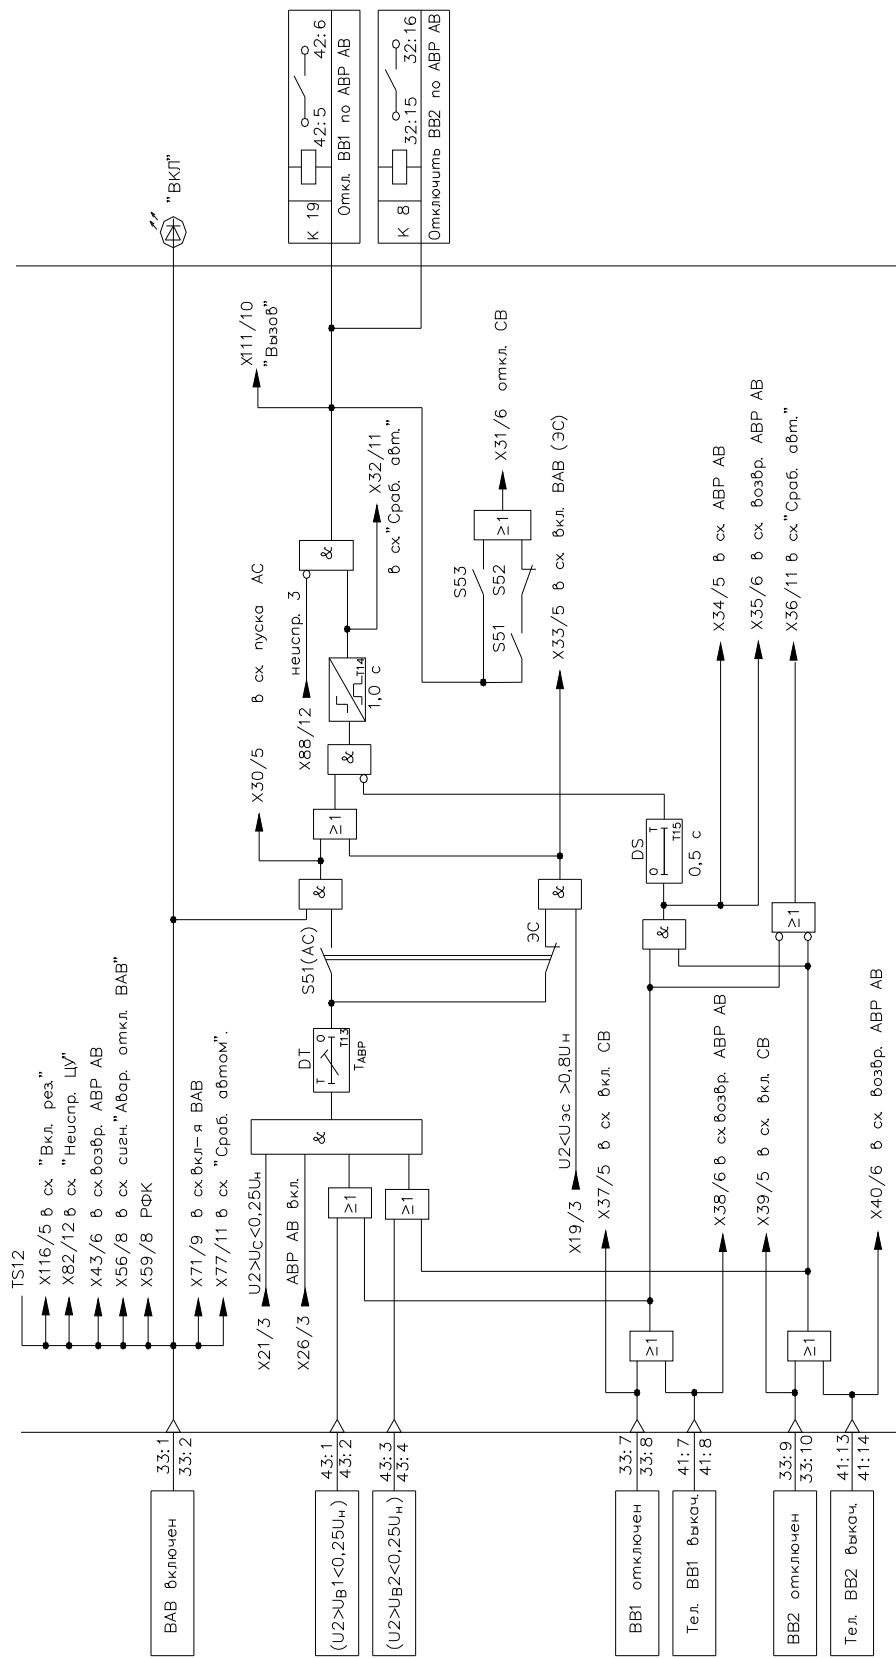 ВАВ включен
33:1
33:2
TS12
X116/5 в сх "Вкл. рез."
X82/12 в сх "Неиспр. ЦУ"
X43/6 в сх.возвр. АВР АВ
X56/8 в сх сигн."Авар. откл. ВАВ"
X59/8 РФК
X71/9 в сх.вкл-я ВАВ
X77/11 в сх "Сраб. автом".
"ВКЛ"
(U2>UВ1<0,25Uн)
43:1
43:2
(U2>UВ2<0,25Uн)
43:3
43:4
X21/3
U2>Uс<0,25Uн
X26/3
АВР АВ вкл.
≥1
≥1
&
DT
T O
T13
TАВР
S51(АС)
ЭС
&
X30/5 в сх пуска АС
&
X19/3
U2<Uэс >0,8Uн
X33/5 в сх вкл. ВАВ (ЭС)
≥1
&
T14
1,0 с
X88/12
неиспр. 3
&
X32/11
в сх"Сраб. авт."
X111/10
"Вызов"
S53
S51
S52
≥1
X31/6 откл. СВ
К 19
42:5
42:6
Откл. ВВ1 по АВР АВ
К 8
32:15
32:16
Отключить ВВ2 по АВР АВ
ВВ1 отключен
33:7
33:8
Тел. ВВ1 выкач.
41:7
41:8
≥1
X37/5 в сх вкл. СВ
X38/6 в сх.возвр. АВР АВ
ВВ2 отключен
33:9
33:10
Тел. ВВ2 выкач.
41:13
41:14
≥1
X39/5 в сх вкл. СВ
X40/6 в сх возвр. АВР АВ
&
≥1
DS
O T
T15
0,5 с
X34/5 в сх АВР АВ
X35/6 в сх возвр. АВР АВ
X36/11 в сх"Сраб. авт."